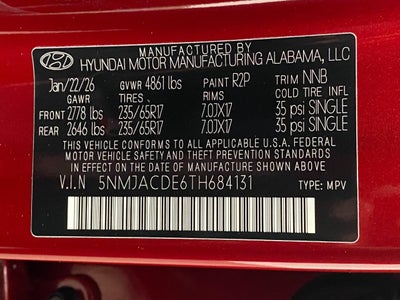 MANUFACTURED BY
HYUNDAI MOTOR MANUFACTURING ALABAMA, LLC
Jan/22/26 GVWR 4861 lbs PAINT R2P TRIM NNB
GAWR TIRES RIMS COLD TIRE INFL
FRONT 2778 lbs 235/65R17 7.0JX17 35 psi SINGLE
REAR 2646 lbs 235/65R17 7.0JX17 35 psi SINGLE
THIS VEHICLE CONFORMS TO ALL APPLICABLE U.S.A. FEDERAL
MOTOR VEHICLE SAFETY, BUMPER, AND THEFT PREVENTION STANDARDS
IN EFFECT ON THE DATE OF MANUFACTURE SHOWN ABOVE.
V.I.N 5NMJACDE6TH684131 TYPE: MPV